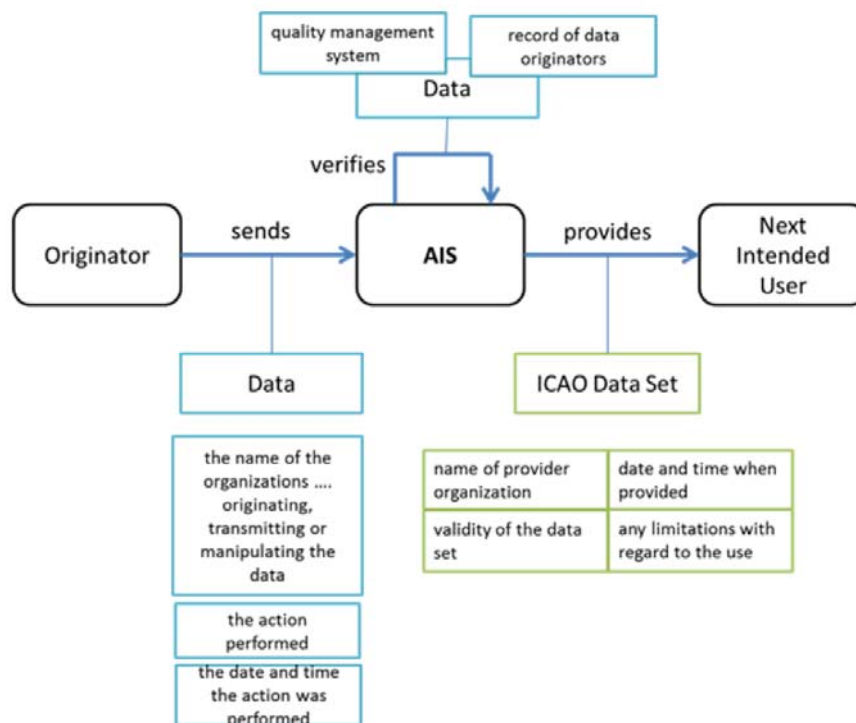 quality management
system
record of data
originators
Data
verifies
Originator
sends
AIS
provides
Next
Intended
User
Data
ICAO Data Set
the name of the
organizations ....
originating,
transmitting or
manipulating the
data
name of provider
organization
date and time when
provided
validity of the data
set
any limitations with
regard to the use
the action
performed
the date and time
the action was
performed